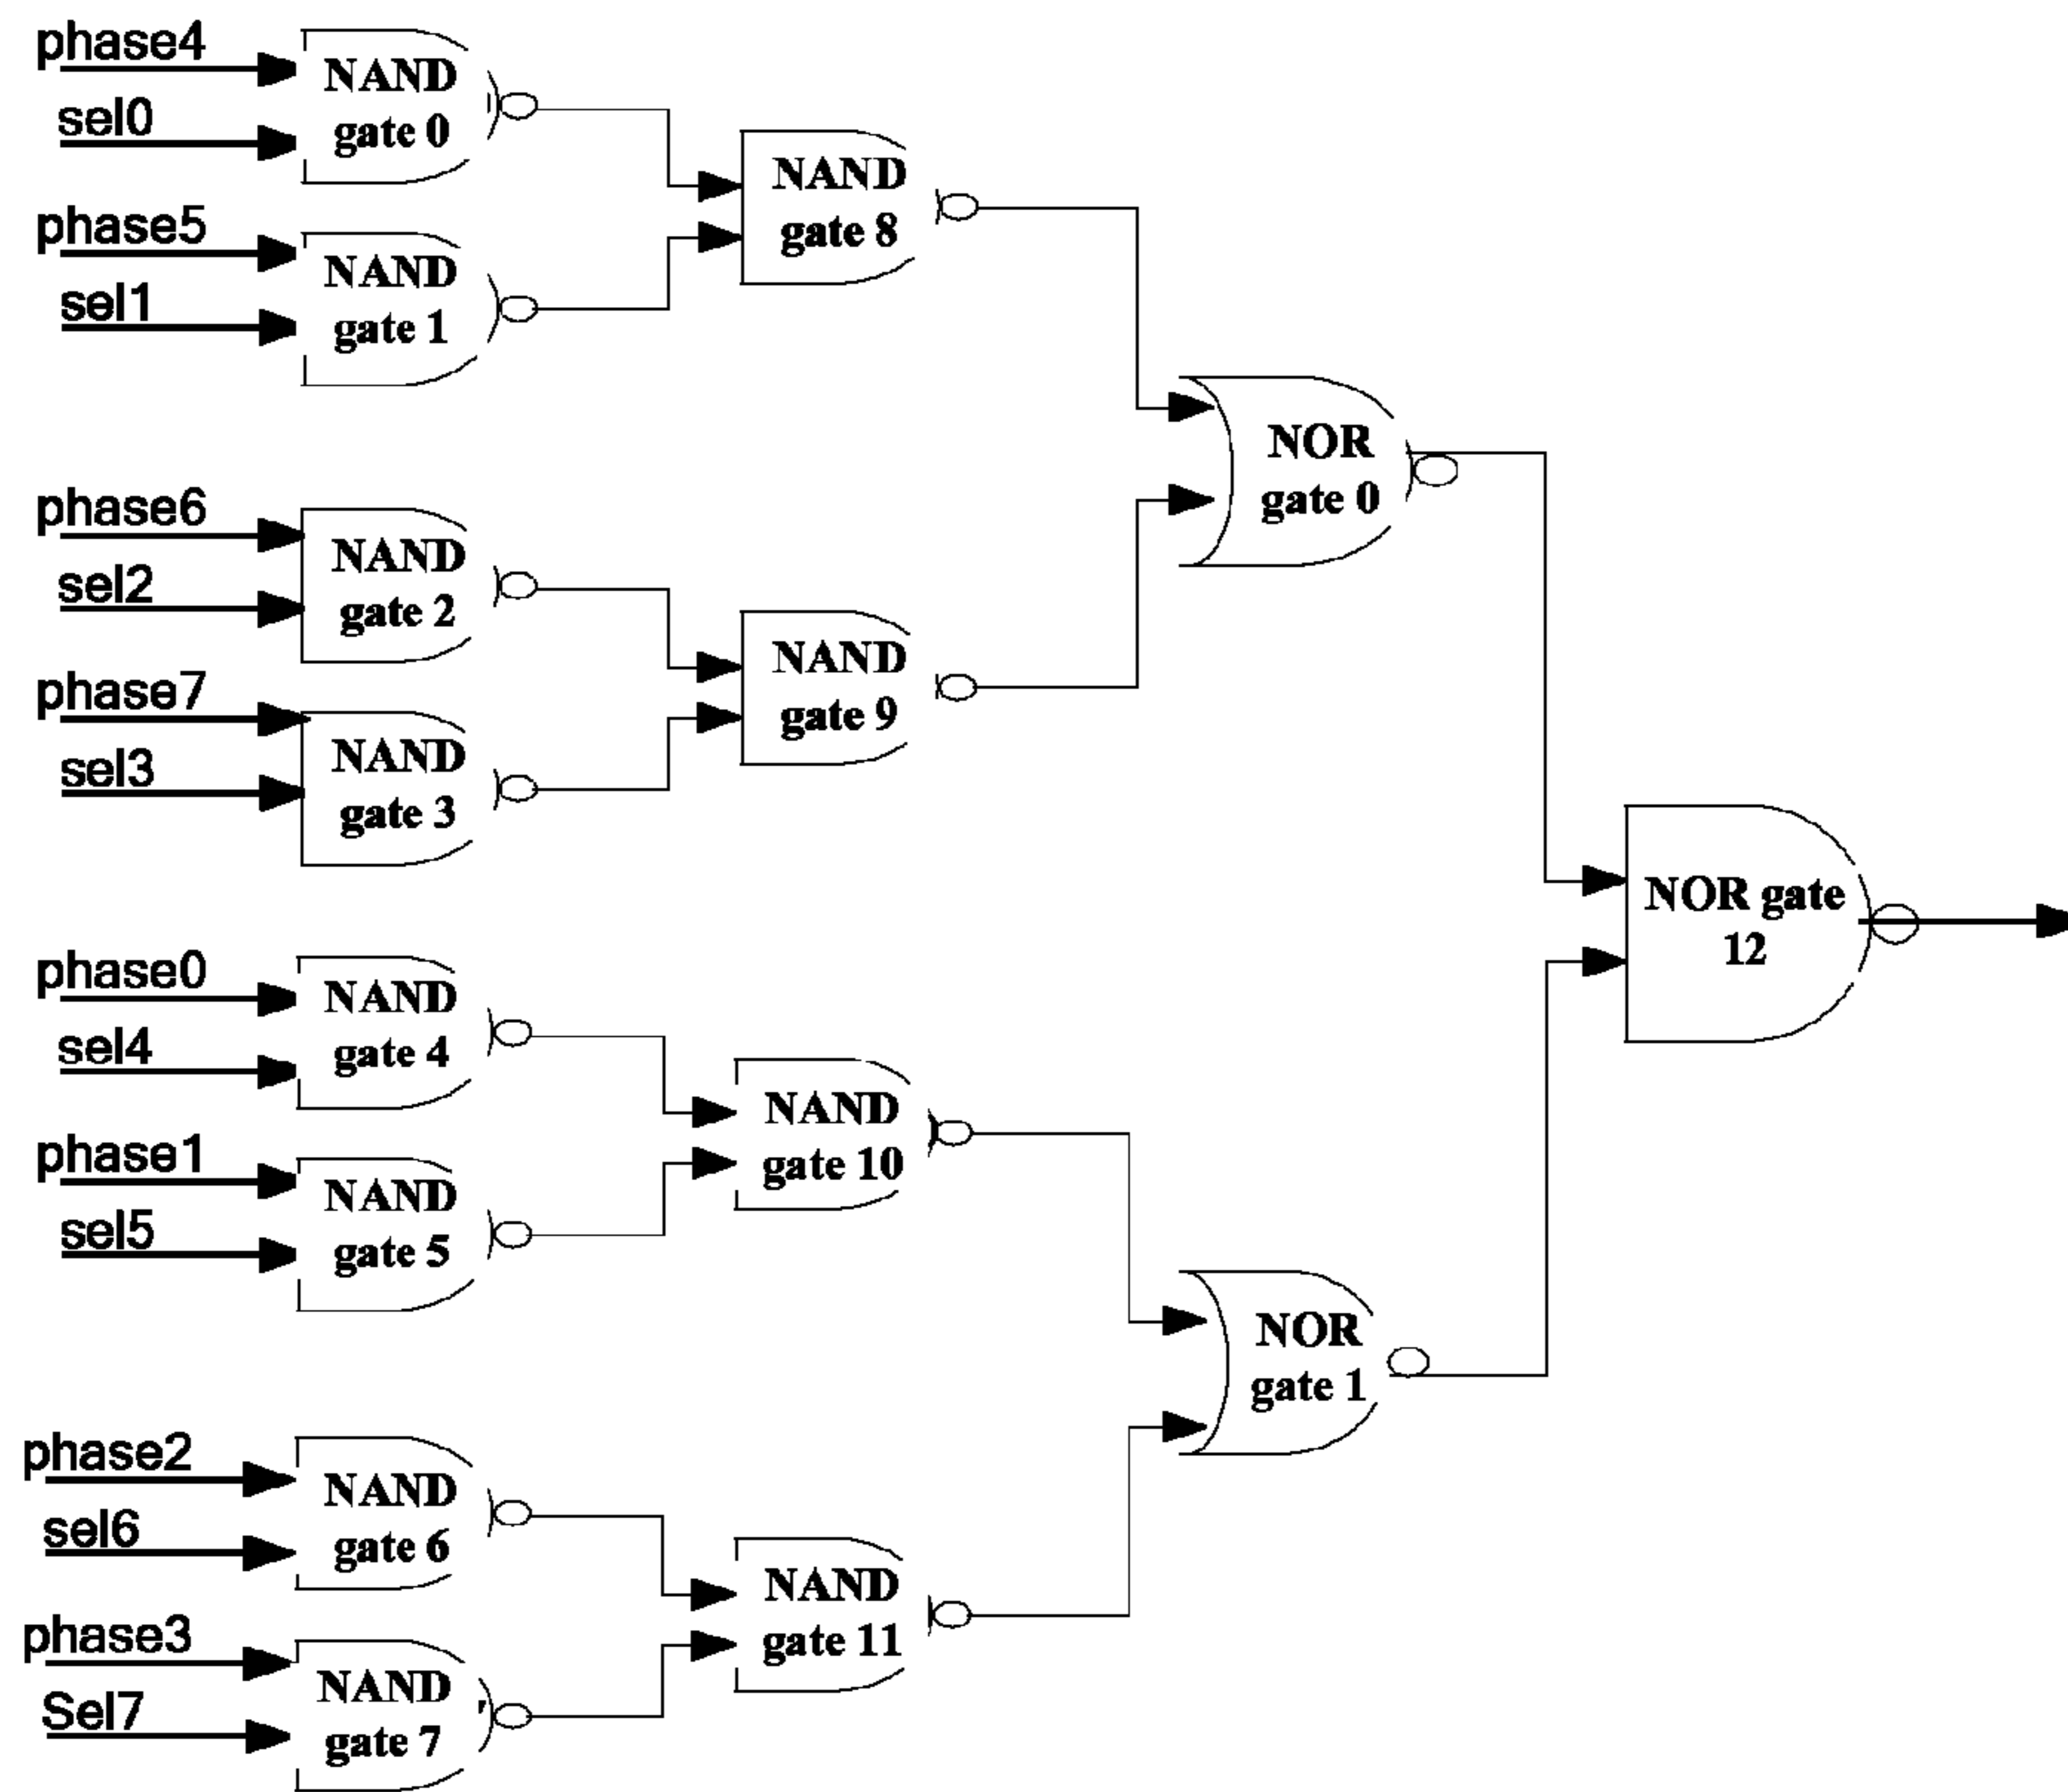 phase4
NAND
gate 0
sel0
phase5
NAND
gate 1
sel1
NAND
gate 8
NOR
gate 0
phase6
NAND
gate 2
sel2
phase7
NAND
gate 3
sel3
NAND
gate 9
NOR gate
12
phase0
NAND
gate 4
sel4
phase1
NAND
gate 5
sel5
NAND
gate 10
NOR
gate 1
phase2
NAND
gate 6
sel6
phase3
NAND
gate 7
Sel7
NAND
gate 11